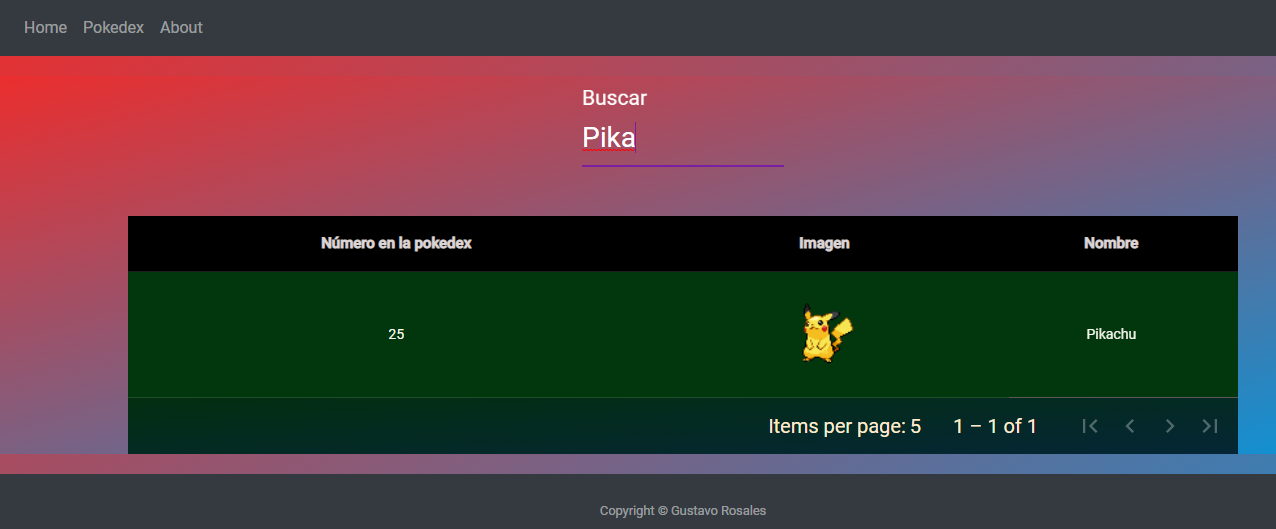 Home Pokedex About
Buscar
Pika
Número en la pokedex Imagen Nombre
25 Pikachu
Items per page: 5 1 – 1 of 1
Copyright © Gustavo Rosales